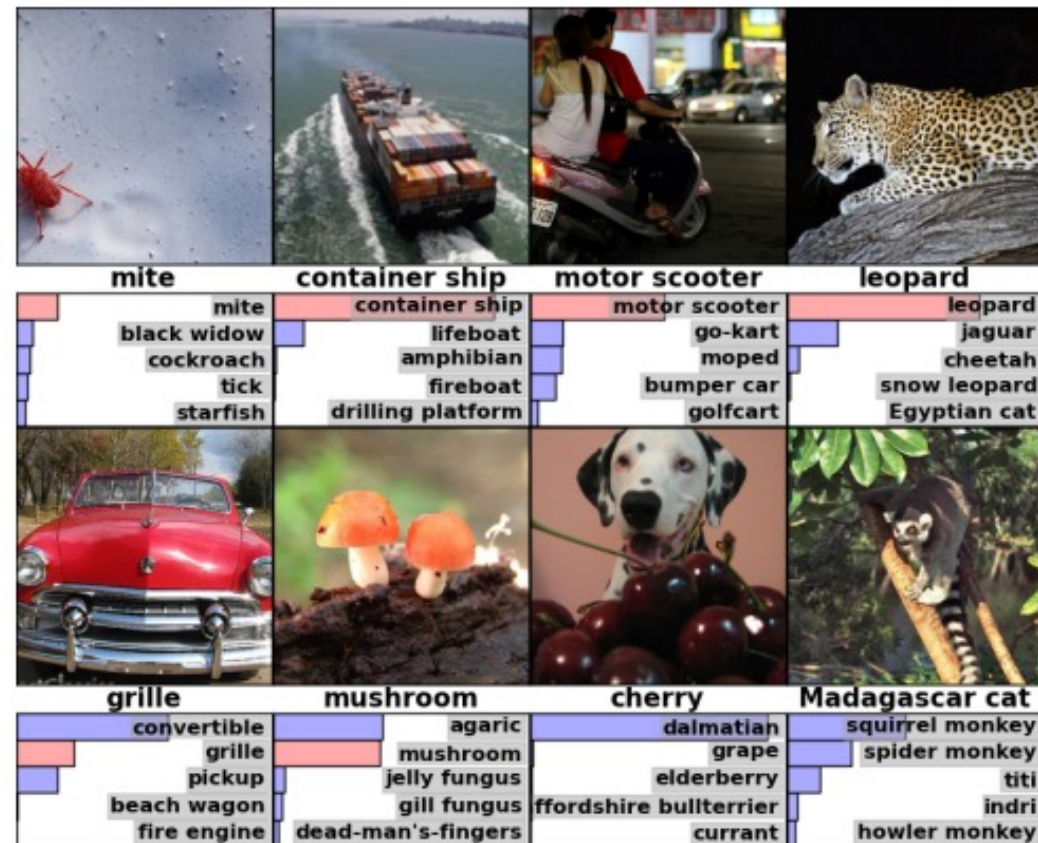 mite
container ship
motor scooter
leopard
mite
black widow
cockroach
tick
starfish
container ship
lifeboat
amphibian
fireboat
drilling platform
motor scooter
go-kart
moped
bumper car
golfcart
leopard
jaguar
cheetah
snow leopard
Egyptian cat
grille
mushroom
cherry
Madagascar cat
convertible
grille
pickup
beach wagon
fire engine
agaric
mushroom
jelly fungus
gill fungus
dead-man's-fingers
dalmatian
grape
elderberry
ffordshire bullterrier
currant
squirrel monkey
spider monkey
titi
indri
howler monkey